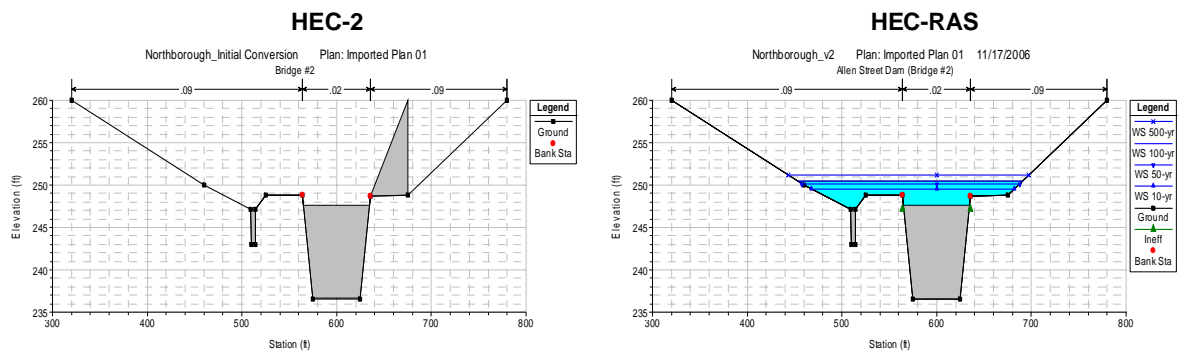 HEC-2
Northborough_Initial Conversion Plan: Imported Plan 01
Bridge #2
.09 .02 .09
260
255
250
245
240
235
300 400 500 600 700 800
Elevation (ft)
Station (ft)
Legend
Ground
Bank Sta
HEC-RAS
Northborough_v2 Plan: Imported Plan 01 11/17/2006
Allen Street Dam (Bridge #2)
.09 .02 .09
260
255
250
245
240
235
300 400 500 600 700 800
Elevation (ft)
Station (ft)
Legend
WS 500-yr
WS 100-yr
WS 50-yr
WS 10-yr
Ground
Ineff
Bank Sta